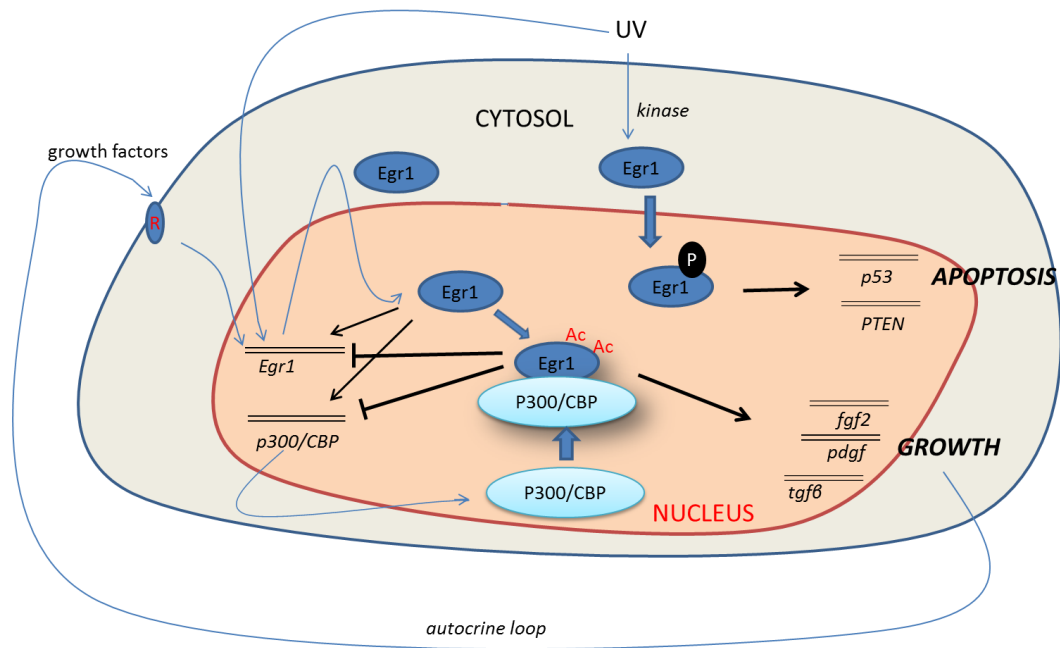 UV
kinase
CYTOSOL
growth factors
Egr1
Egr1
R
P
Egr1
p53
APOPTOSIS
PTEN
Egr1
Ac
Ac
Egr1
Egr1
P300/CBP
fgf2
p300/CBP
pdgf
GROWTH
P300/CBP
tgfβ
NUCLEUS
autocrine loop